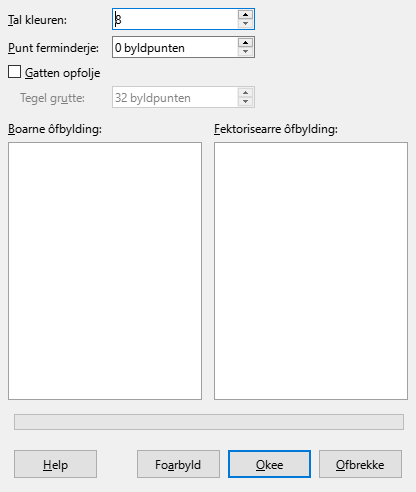 Tal kleuren: 8
Punt ferminderje: 0 byldpunten
Gatten opfolje
Tegel grutte: 32 byldpunten
Boarne ôfbylding: Fektorisearre ôfbylding:
Help Foarbyld Okee Ofbrekke